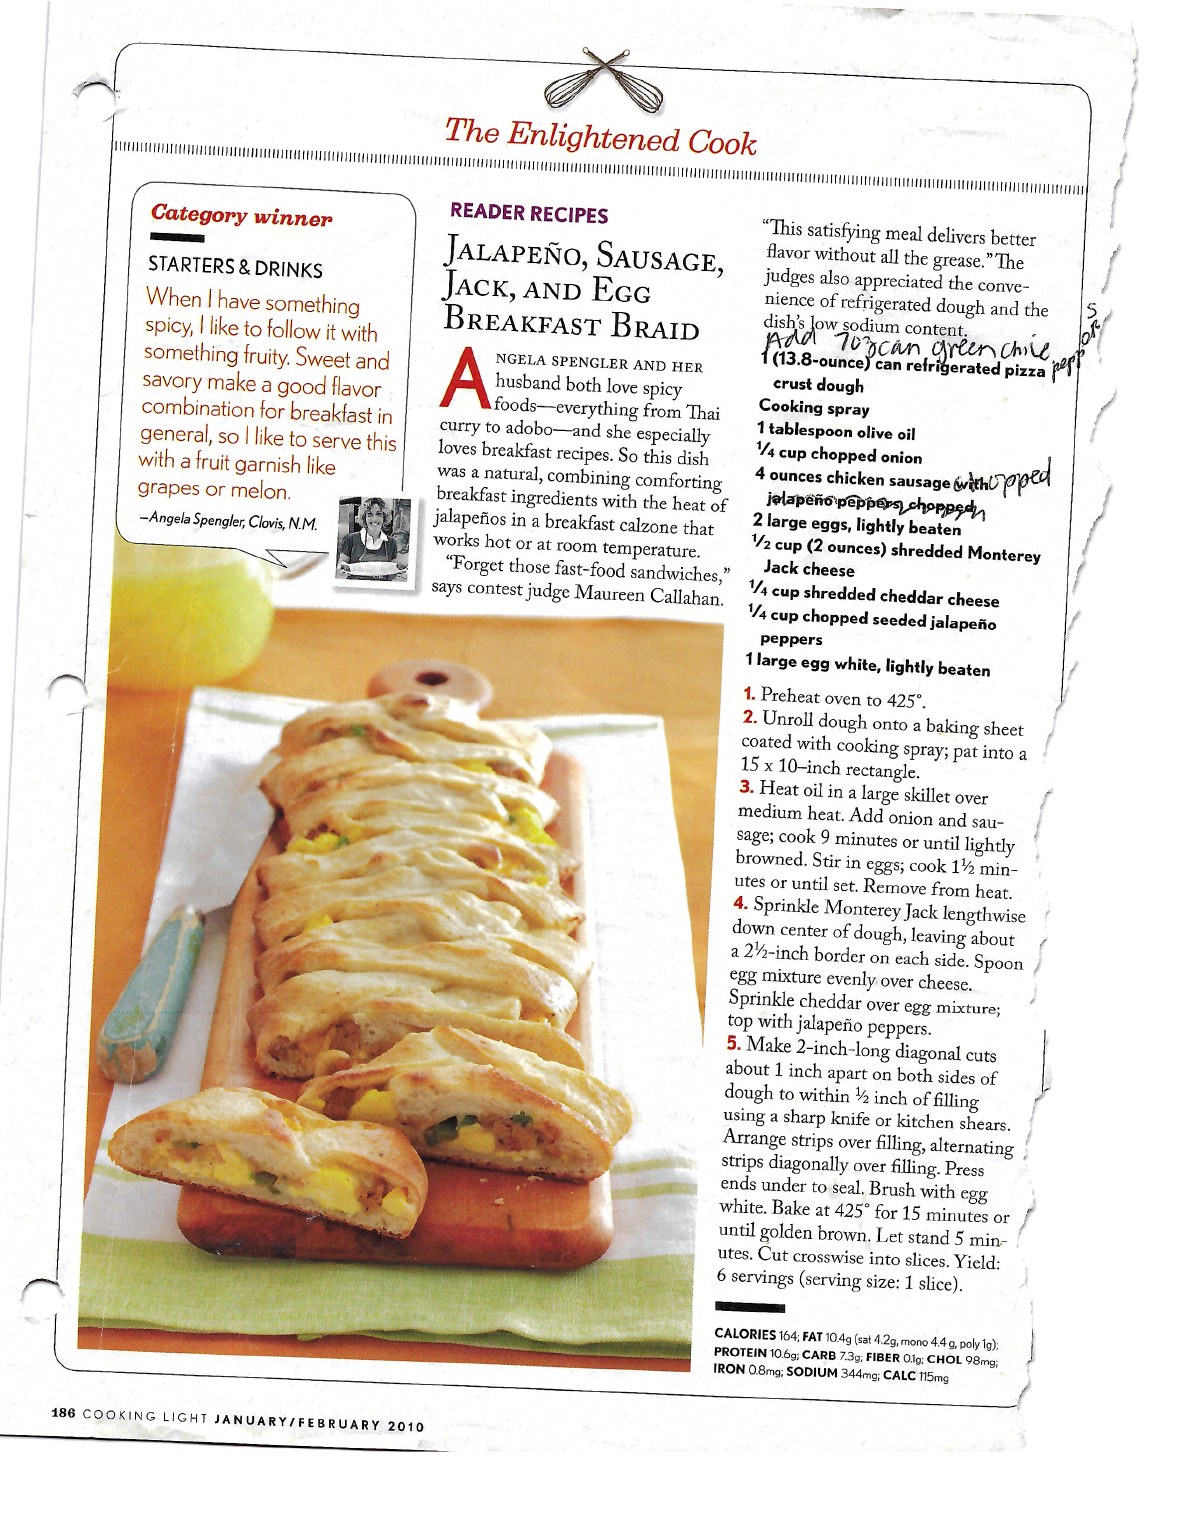 The Enlightened Cook
Category winner
STARTERS & DRINKS
When I have something
spicy, I like to follow it with
something fruity. Sweet and
savory make a good flavor
combination for breakfast in
general, so I like to serve this
with a fruit garnish like
grapes or melon.
—Angela Spengler, Clovis, N.M.
READER RECIPES
JALAPEÑO, SAUSAGE,
JACK, AND EGG
BREAKFAST BRAID
ANGELA SPENGLER AND HER
husband both love spicy
foods—everything from Thai
curry to adobo—and she especially
loves breakfast recipes. So this dish
was a natural, combining comforting
breakfast ingredients with the heat of
jalapeños in a breakfast calzone that
works hot or at room temperature.
"Forget those fast-food sandwiches,"
says contest judge Maureen Callahan.
"This satisfying meal delivers better
flavor without all the grease." The
judges also appreciated the conve-
nience of refrigerated dough and the
dish's low sodium content.
Add 7oz can green chile peppers
1 (13.8-ounce) can refrigerated pizza
crust dough
Cooking spray
1 tablespoon olive oil
¼ cup chopped onion
4 ounces chicken sausage with chopped
jalapeño peppers, chopped
2 large eggs, lightly beaten
½ cup (2 ounces) shredded Monterey
Jack cheese
¼ cup shredded cheddar cheese
¼ cup chopped seeded jalapeño
peppers
1 large egg white, lightly beaten
1. Preheat oven to 425°.
2. Unroll dough onto a baking sheet
coated with cooking spray; pat into a
15 x 10-inch rectangle.
3. Heat oil in a large skillet over
medium heat. Add onion and sau-
sage; cook 9 minutes or until lightly
browned. Stir in eggs; cook 1½ min-
utes or until set. Remove from heat.
4. Sprinkle Monterey Jack lengthwise
down center of dough, leaving about
a 2½-inch border on each side. Spoon
egg mixture evenly over cheese.
Sprinkle cheddar over egg mixture;
top with jalapeño peppers.
5. Make 2-inch-long diagonal cuts
about 1 inch apart on both sides of
dough to within ½ inch of filling
using a sharp knife or kitchen shears.
Arrange strips over filling, alternating
strips diagonally over filling. Press
ends under to seal. Brush with egg
white. Bake at 425° for 15 minutes or
until golden brown. Let stand 5 min-
utes. Cut crosswise into slices. Yield:
6 servings (serving size: 1 slice).
CALORIES 164; FAT 10.4g (sat 4.2g, mono 4.4 g, poly 1g);
PROTEIN 10.6g; CARB 7.3g; FIBER 0.1g; CHOL 98mg;
IRON 0.8mg; SODIUM 344mg; CALC 115mg
186 COOKING LIGHT JANUARY/FEBRUARY 2010